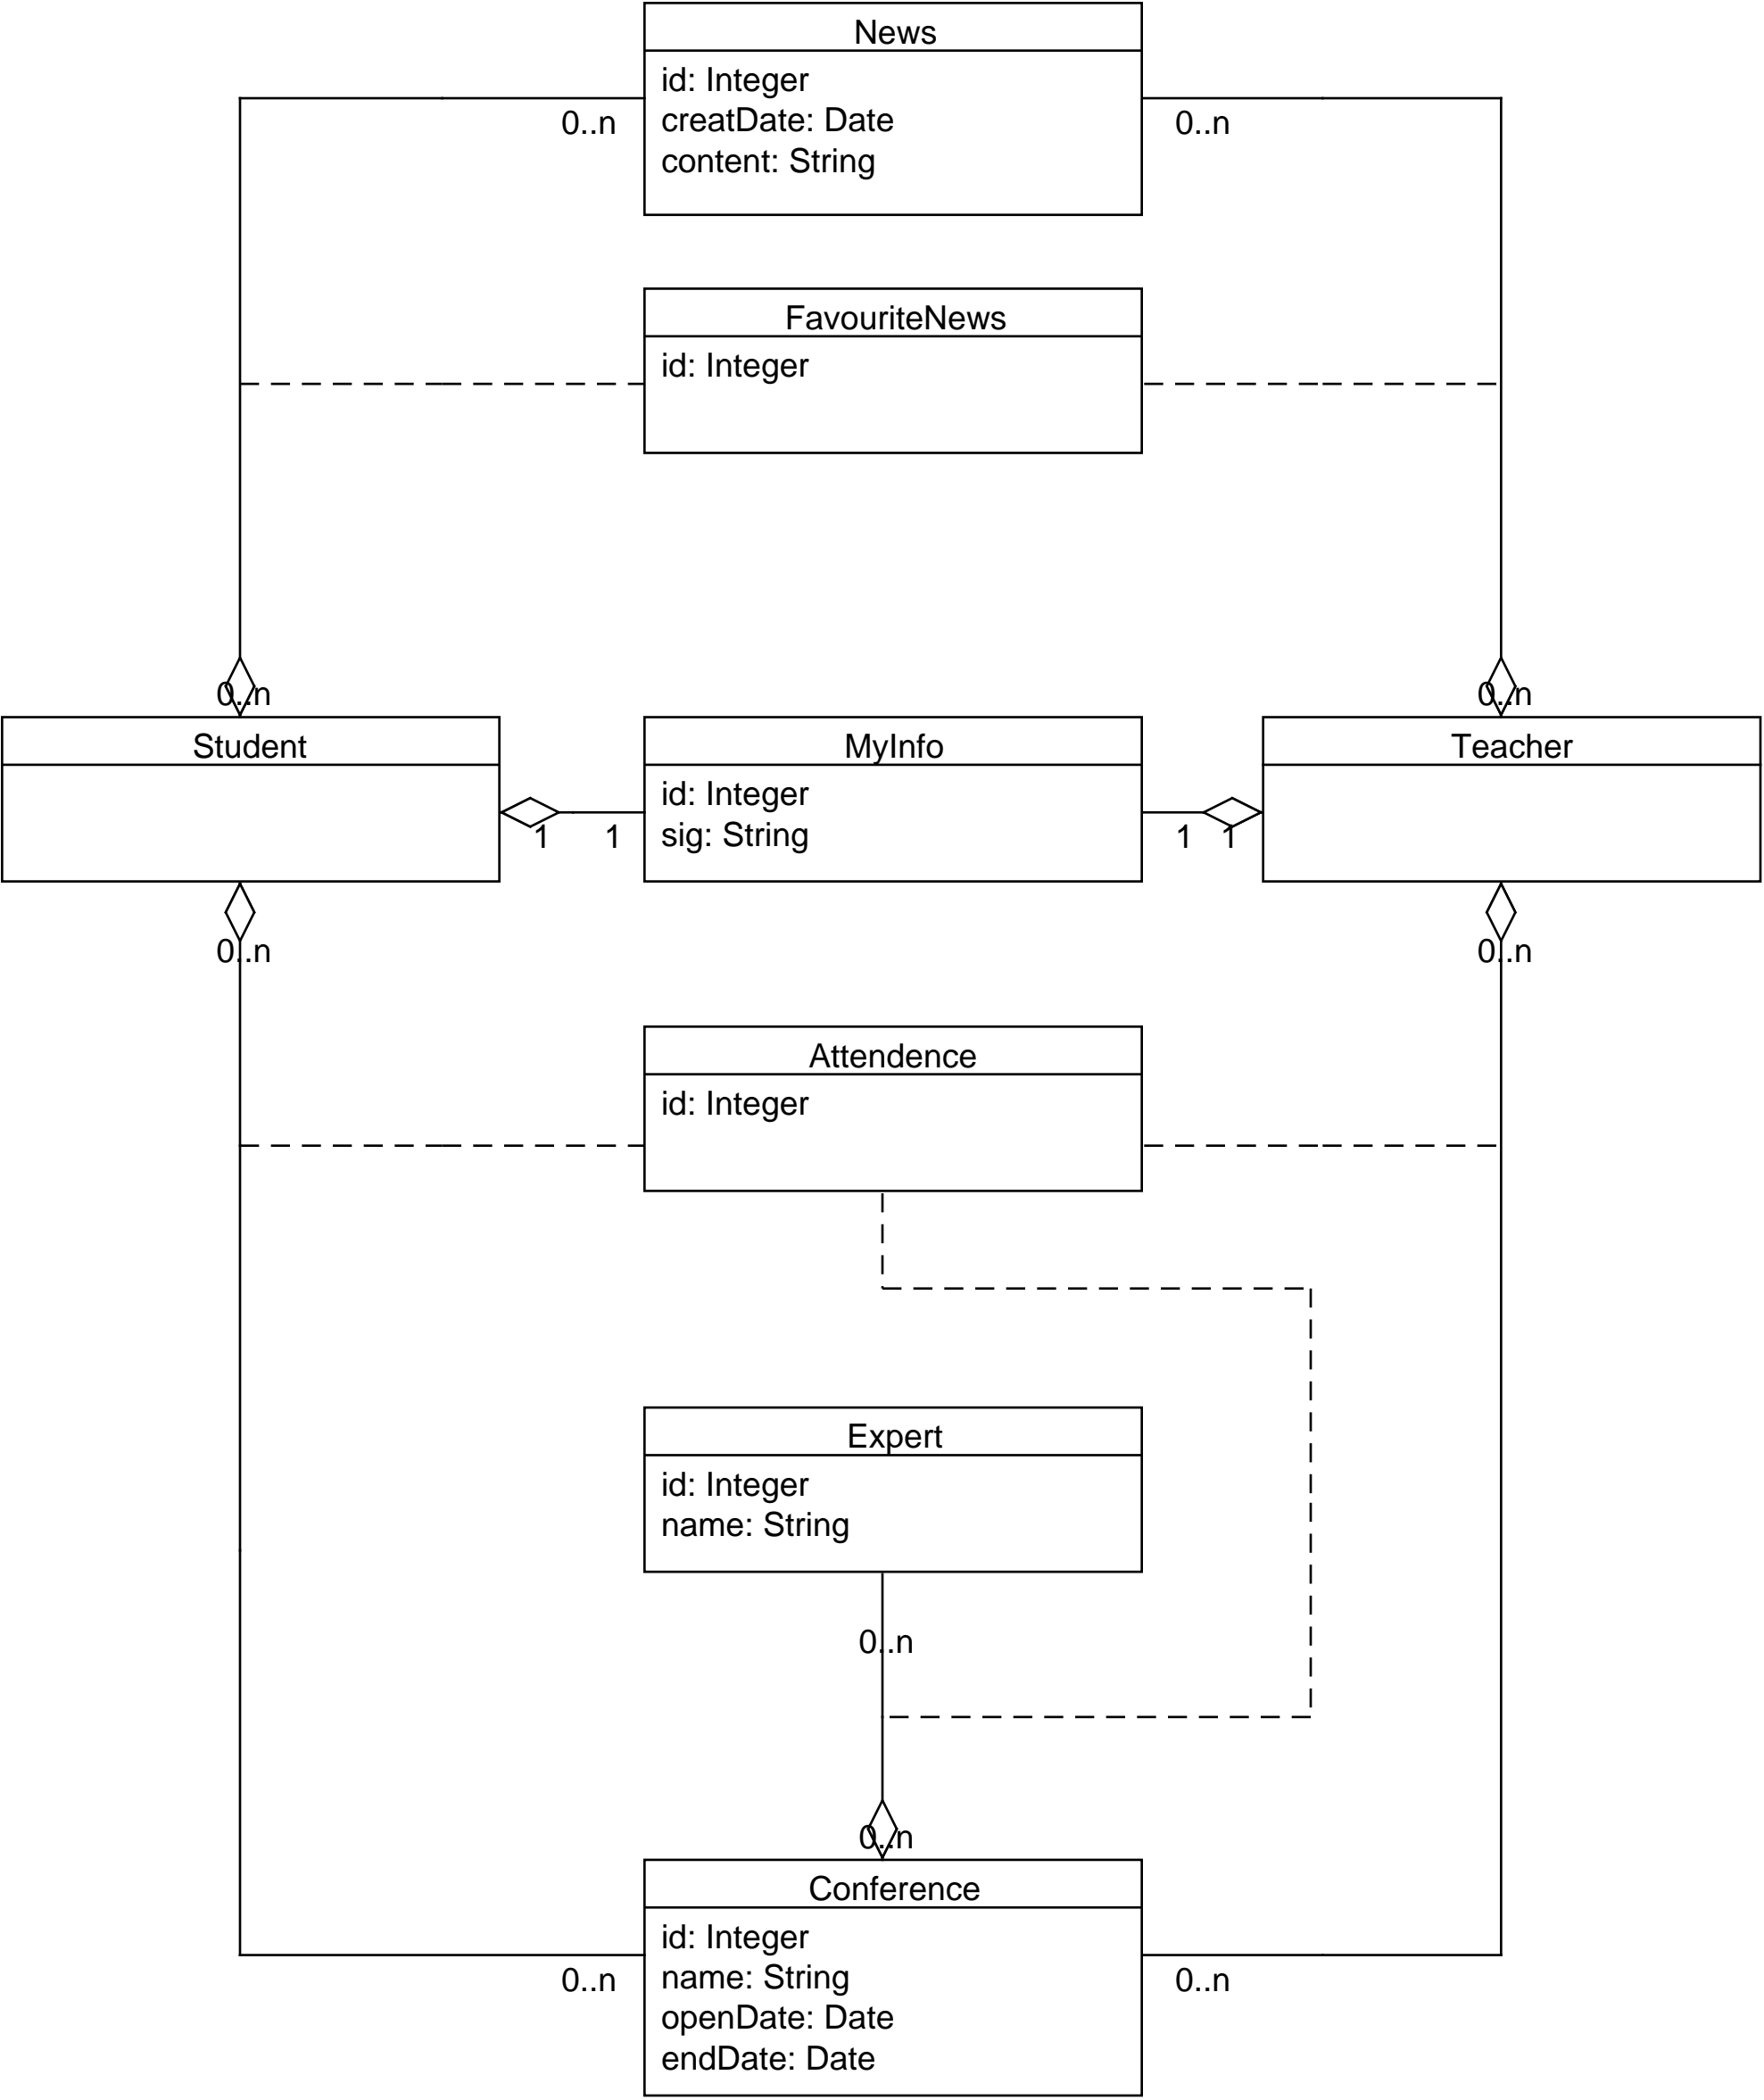 News
id: Integer
creatDate: Date
content: String
0..n
0..n
FavouriteNews
id: Integer
0..n
0..n
Student
MyInfo
id: Integer
sig: String
Teacher
1
1
1
1
0..n
0..n
Attendence
id: Integer
Expert
id: Integer
name: String
0..n
0..n
Conference
id: Integer
name: String
openDate: Date
endDate: Date
0..n
0..n